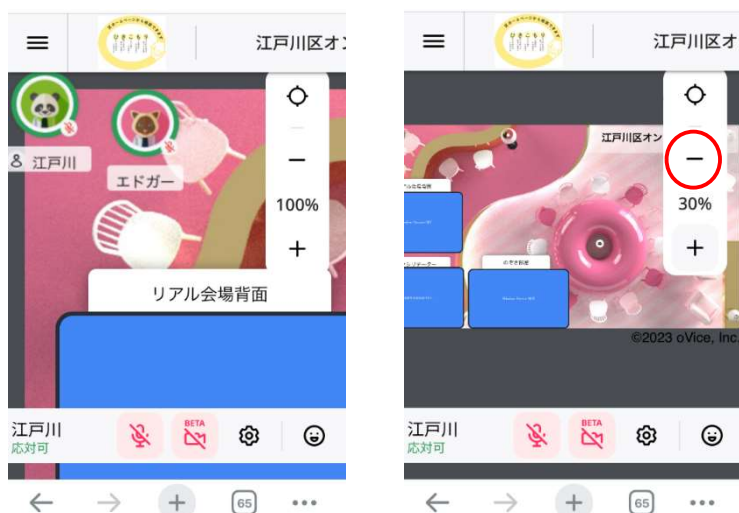 江戸川区オ
江戸川
エドガー
100%
リアル会場背面
江戸川
応対可
BETA
65
江戸川区オ
江戸川区オン
30%
のぞき部屋
©2023 oVice, Inc.
江戸川
応対可
BETA
65